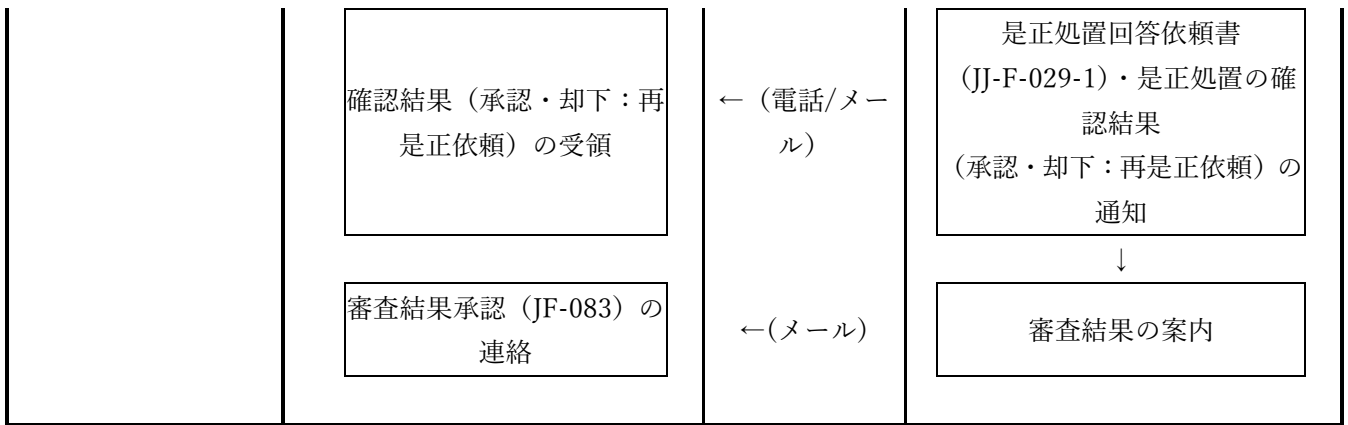 確認結果（承認・却下：再
是正依頼）の受領
← （電話/メー
ル）
是正処置回答依頼書
（JJ-F-029-1）・是正処置の確
認結果
（承認・却下：再是正依頼）の
通知
↓
審査結果承認（JF-083）の
連絡
←(メール)
審査結果の案内